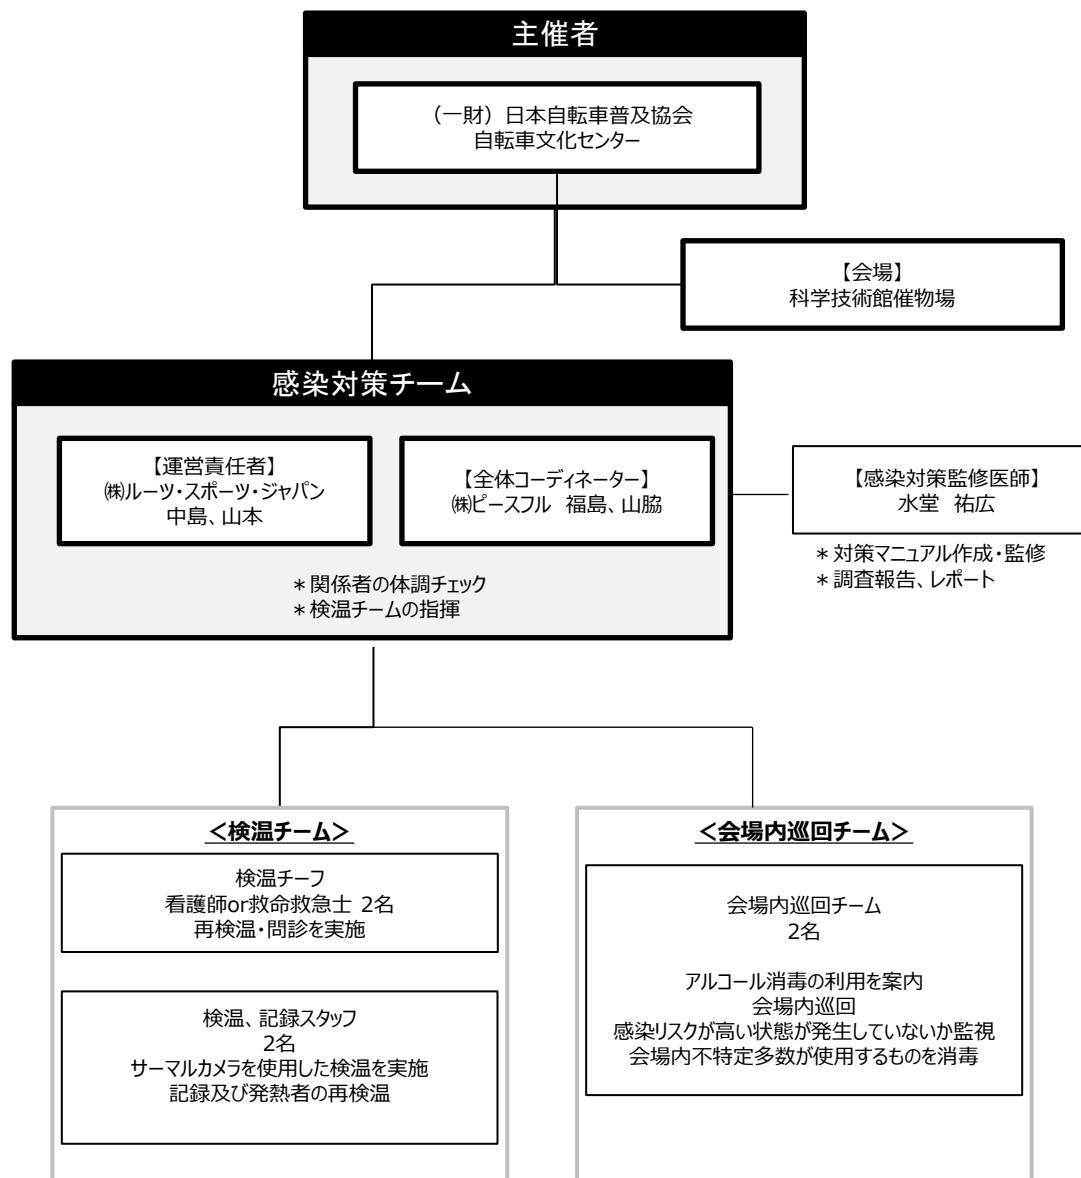 主催者
（一財）日本自転車普及協会
自転車文化センター
【会場】
科学技術館催物場
感染対策チーム
【運営責任者】
㈱ルーツ・スポーツ・ジャパン
中島、山本
【全体コーディネーター】
㈱ピースフル 福島、山脇
＊関係者の体調チェック
＊検温チームの指揮
【感染対策監修医師】
水堂 祐広
＊対策マニュアル作成・監修
＊調査報告、レポート
＜検温チーム＞
検温チーフ
看護師or救命救急士 2名
再検温・問診を実施
検温、記録スタッフ
2名
サーマルカメラを使用した検温を実施
記録及び発熱者の再検温
＜会場内巡回チーム＞
会場内巡回チーム
2名
アルコール消毒の利用を案内
会場内巡回
感染リスクが高い状態が発生していないか監視
会場内不特定多数が使用するものを消毒